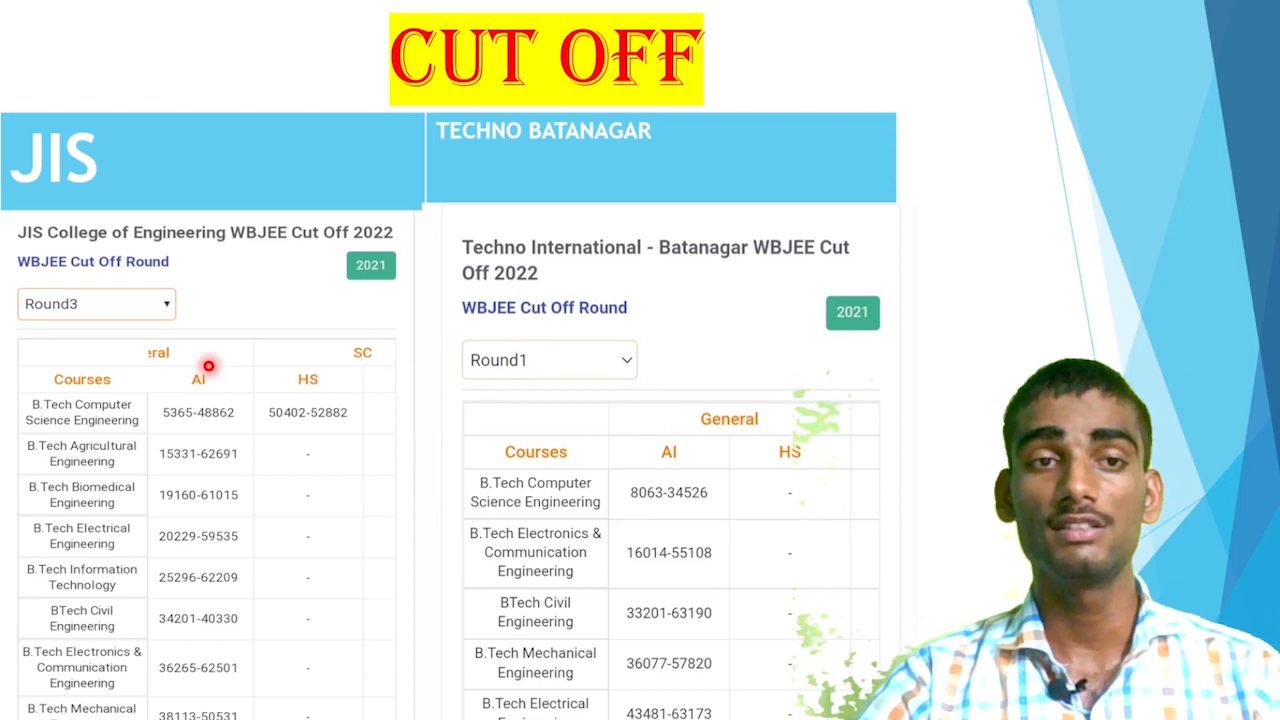 CUT OFF
JIS
TECHNO BATANAGAR
JIS College of Engineering WBJEE Cut Off 2022
WBJEE Cut Off Round
2021
Round3
eral SC
Courses AI HS
B.Tech Computer
Science Engineering
5365-48862 50402-52882
B.Tech Agricultural
Engineering
15331-62691 -
B.Tech Biomedical
Engineering
19160-61015 -
B.Tech Electrical
Engineering
20229-59535 -
B.Tech Information
Technology
25296-62209 -
BTech Civil
Engineering
34201-40330 -
B.Tech Electronics &
Communication
Engineering
36265-62501 -
B.Tech Mechanical
38113-50531
Techno International - Batanagar WBJEE Cut
Off 2022
WBJEE Cut Off Round
2021
Round1
General
Courses AI HS
B.Tech Computer
Science Engineering
8063-34526 -
B.Tech Electronics &
Communication
Engineering
16014-55108 -
BTech Civil
Engineering
33201-63190 -
B.Tech Mechanical
Engineering
36077-57820 -
B.Tech Electrical
43481-63173 -